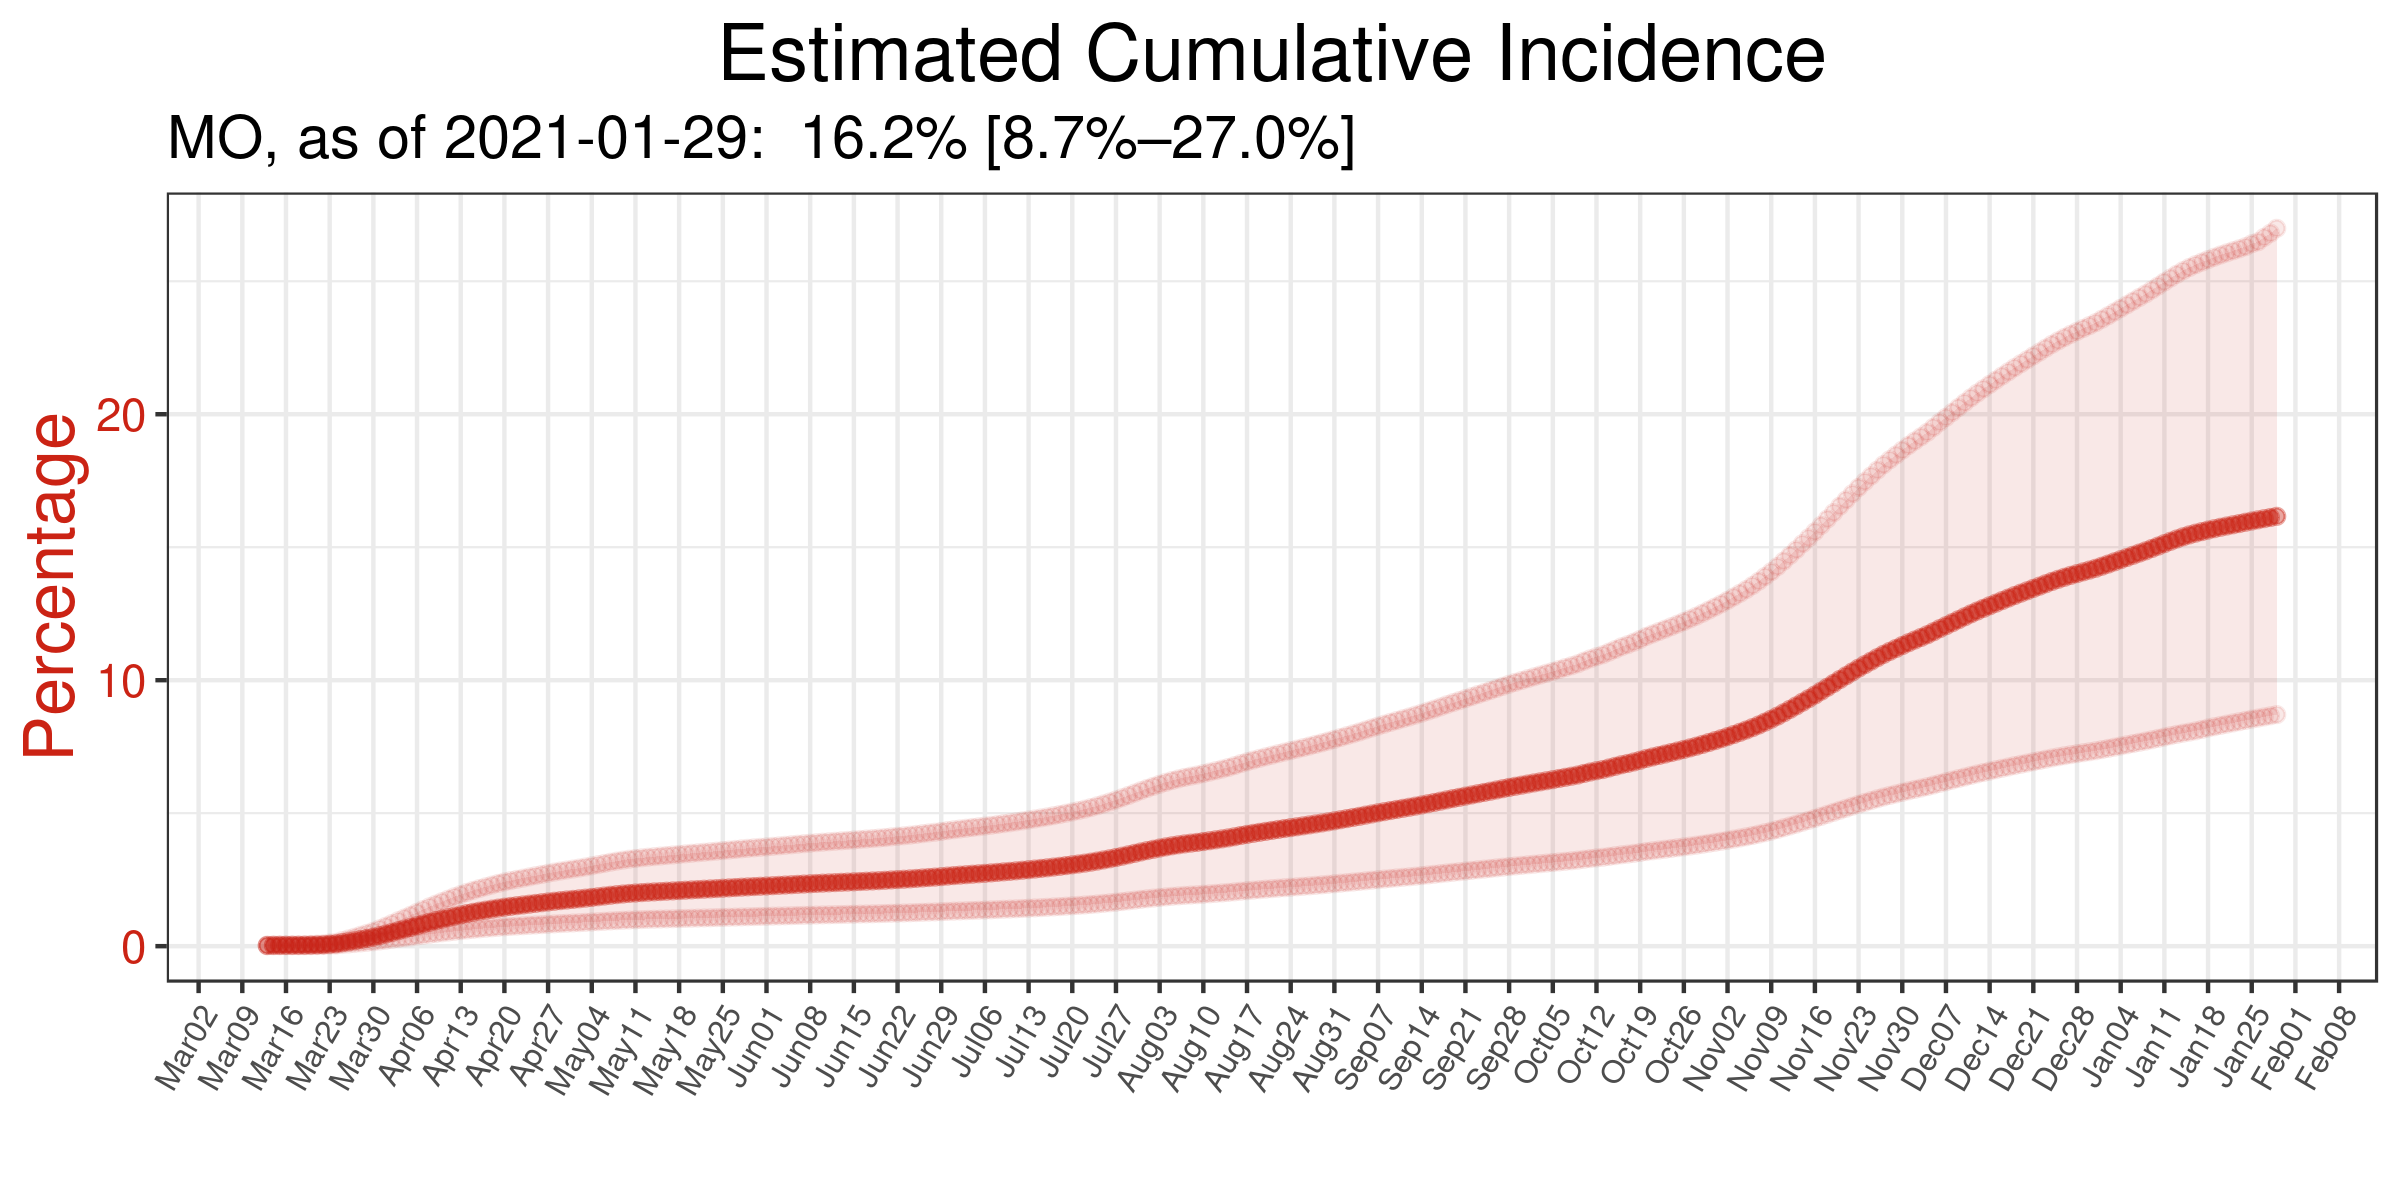 Estimated Cumulative Incidence
MO, as of 2021-01-29:  16.2% [8.7%–27.0%]
Percentage
20
10
0
Mar02
Mar09
Mar16
Mar23
Mar30
Apr06
Apr13
Apr20
Apr27
May04
May11
May18
May25
Jun01
Jun08
Jun15
Jun22
Jun29
Jul06
Jul13
Jul20
Jul27
Aug03
Aug10
Aug17
Aug24
Aug31
Sep07
Sep14
Sep21
Sep28
Oct05
Oct12
Oct19
Oct26
Nov02
Nov09
Nov16
Nov23
Nov30
Dec07
Dec14
Dec21
Dec28
Jan04
Jan11
Jan18
Jan25
Feb01
Feb08